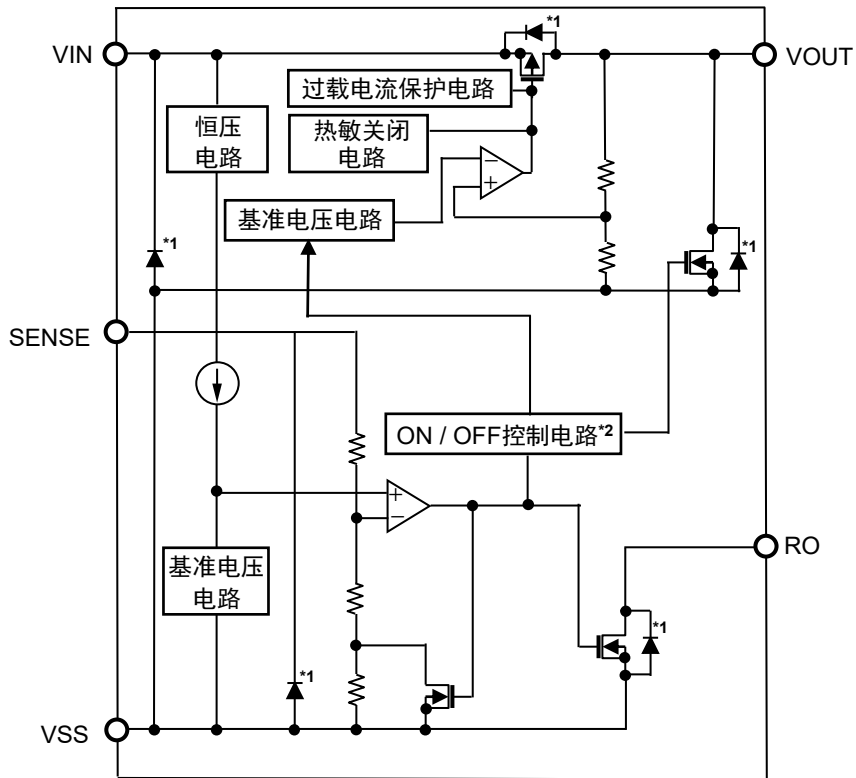 *1
VIN
VOUT
过载电流保护电路
恒压
电路
热敏关闭
电路
−
+
基准电压电路
*1
*1
SENSE
ON / OFF控制电路*2
+
−
RO
基准电压
电路
*1
*1
VSS